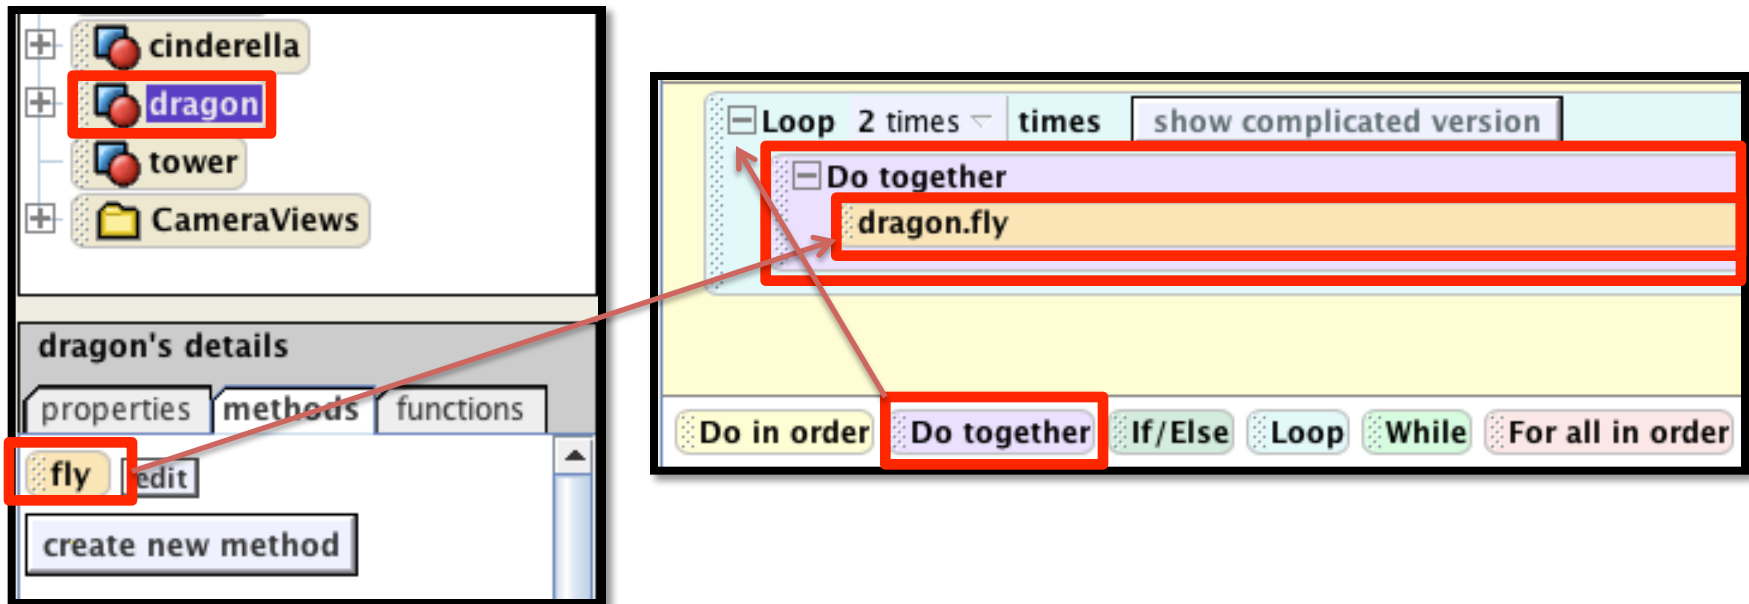 cinderella
dragon
tower
CameraViews
dragon's details
properties methods functions
fly edit
create new method
Loop 2 times times show complicated version
Do together
dragon.fly
Do in order Do together If/Else Loop While For all in order